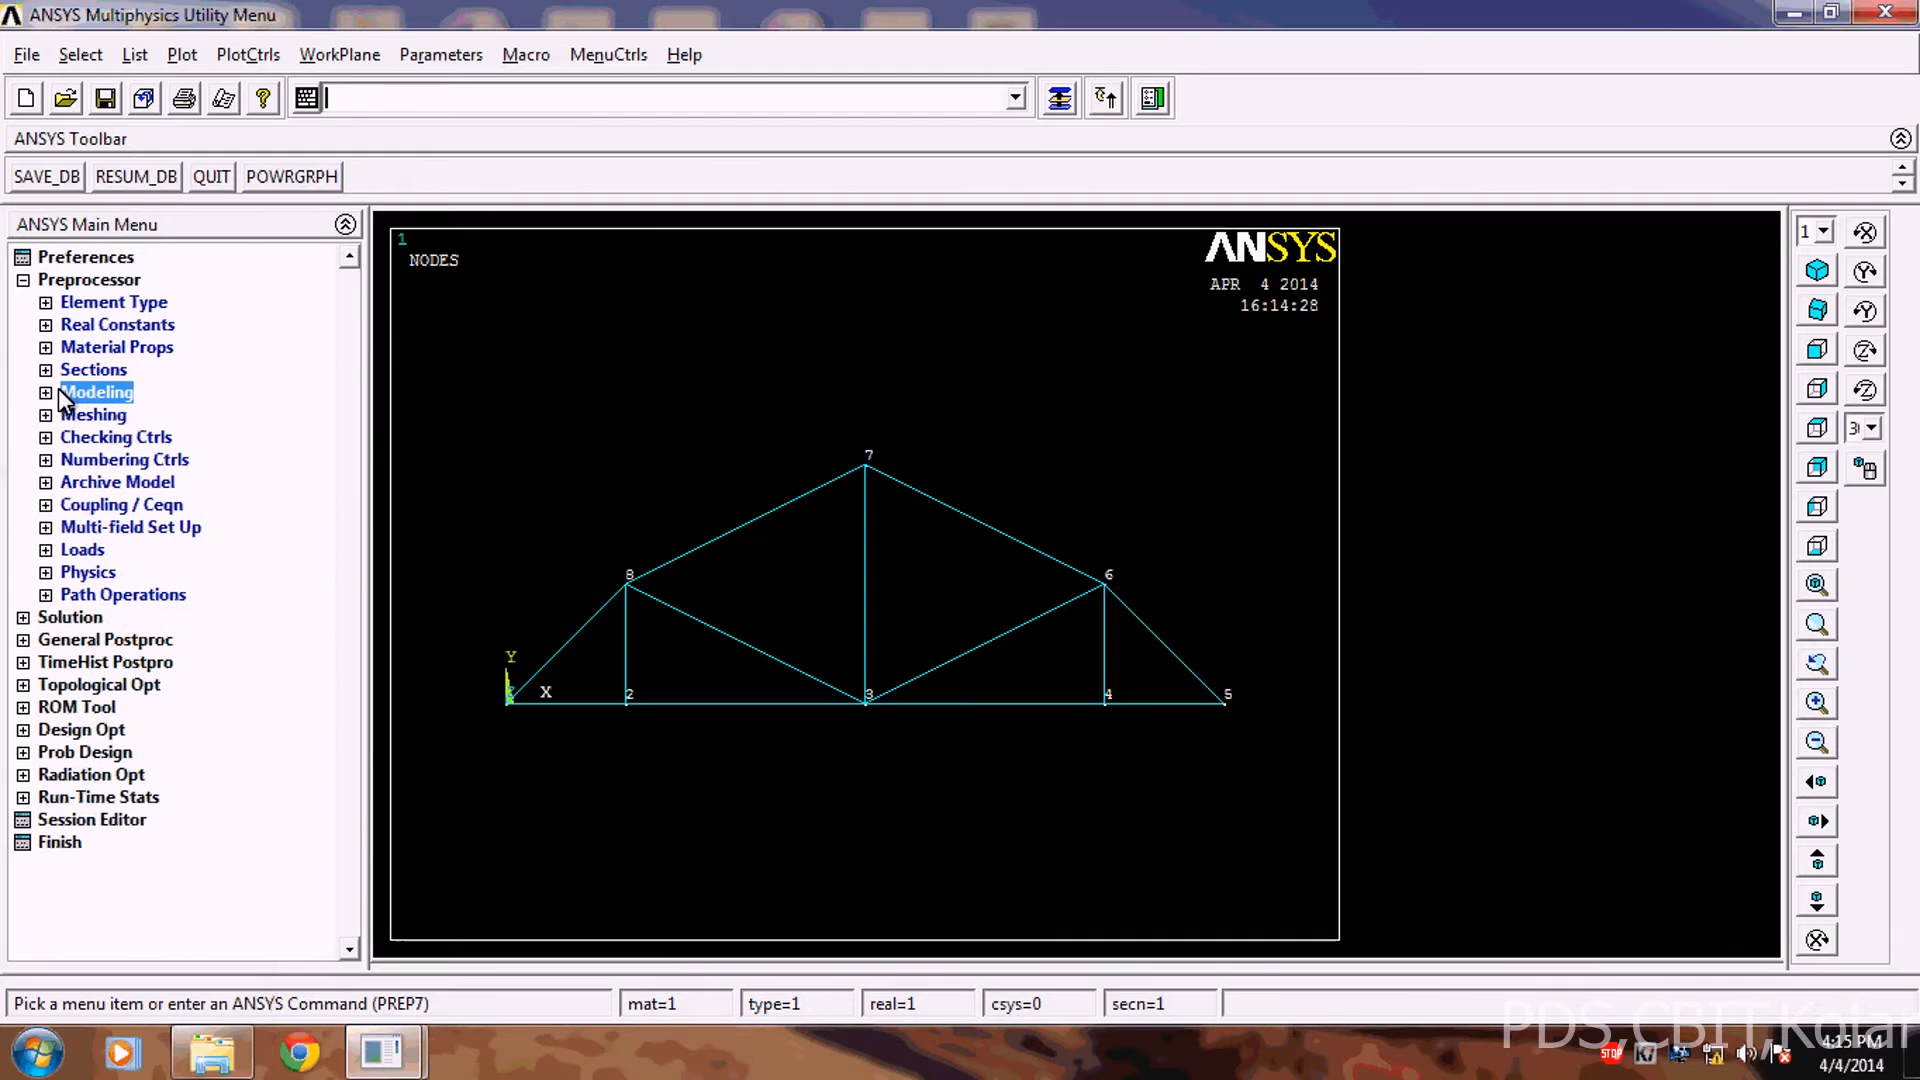 ANSYS Multiphysics Utility Menu
File Select List Plot PlotCtrls WorkPlane Parameters Macro MenuCtrls Help
ANSYS Toolbar
SAVE_DB RESUM_DB QUIT POWRGRPH
ANSYS Main Menu
Preferences
Preprocessor
Element Type
Real Constants
Material Props
Sections
Modeling
Meshing
Checking Ctrls
Numbering Ctrls
Archive Model
Coupling / Ceqn
Multi-field Set Up
Loads
Physics
Path Operations
Solution
General Postproc
TimeHist Postpro
Topological Opt
ROM Tool
Design Opt
Prob Design
Radiation Opt
Run-Time Stats
Session Editor
Finish
1
NODES
ANSYS
APR 4 2014
16:14:28
7
8
6
Y
X
2
3
4
5
1
Pick a menu item or enter an ANSYS Command (PREP7)
mat=1
type=1
real=1
csys=0
secn=1
PDS,CBIT,Kolar
STOP
4:15 PM
4/4/2014